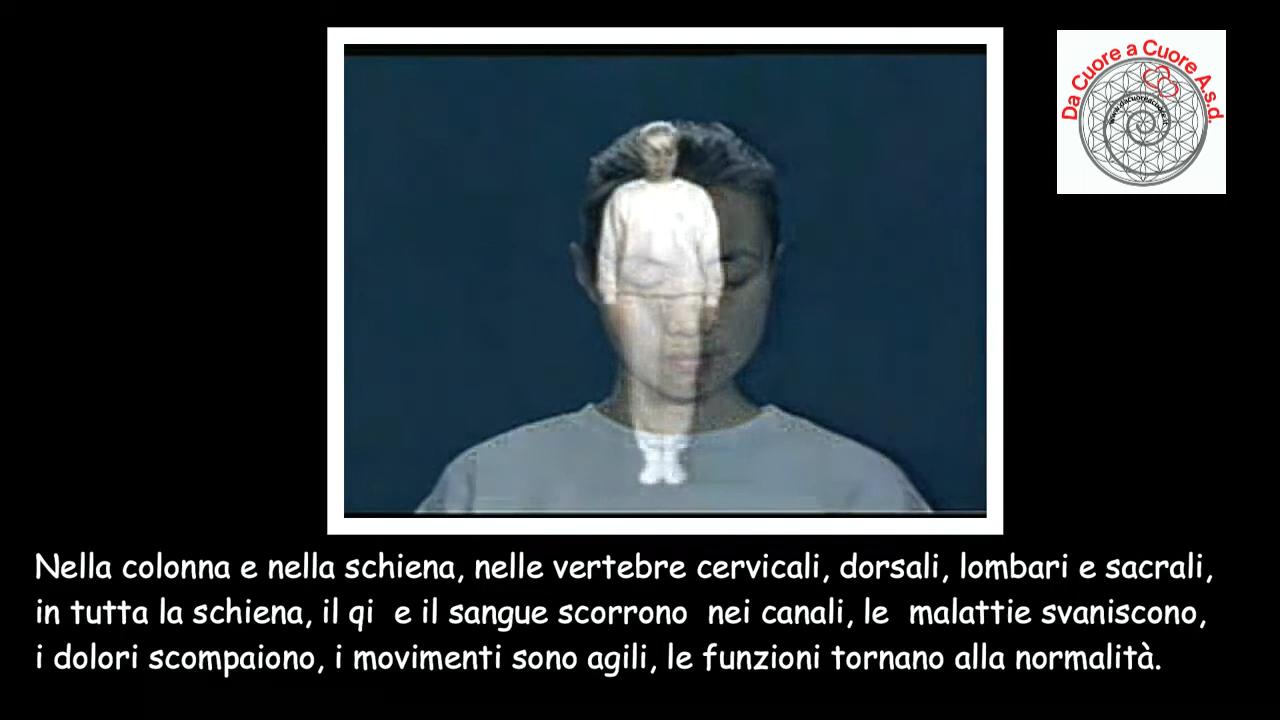 Da Cuore a Cuore A.s.d.
Nella colonna e nella schiena, nelle vertebre cervicali, dorsali, lombari e sacrali,
in tutta la schiena, il qi e il sangue scorrono nei canali, le malattie svaniscono,
i dolori scompaiono, i movimenti sono agili, le funzioni tornano alla normalità.